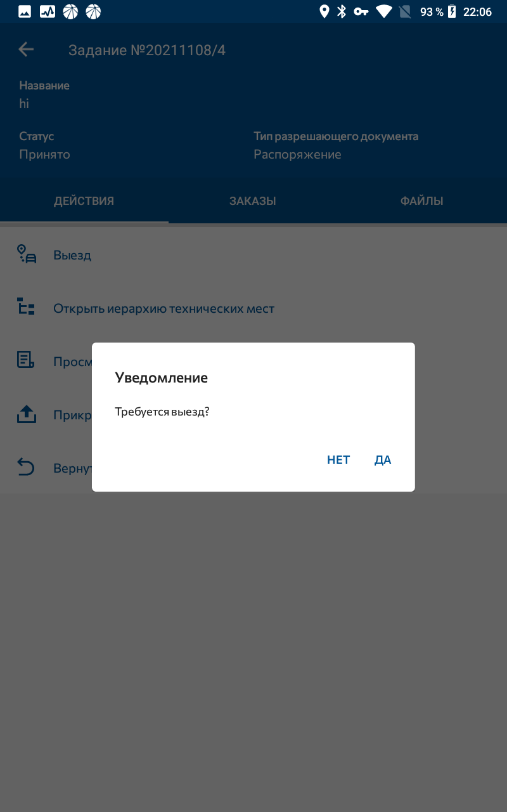 93 % 22:06
Задание №20211108/4
Название
hi
Статус Тип разрешающего документа
Принято Распоряжение
ДЕЙСТВИЯ ЗАКАЗЫ ФАЙЛЫ
Выезд
Открыть иерархию технических мест
Просм
Уведомление
Требуется выезд?
Прикр
НЕТ ДА
Вернут